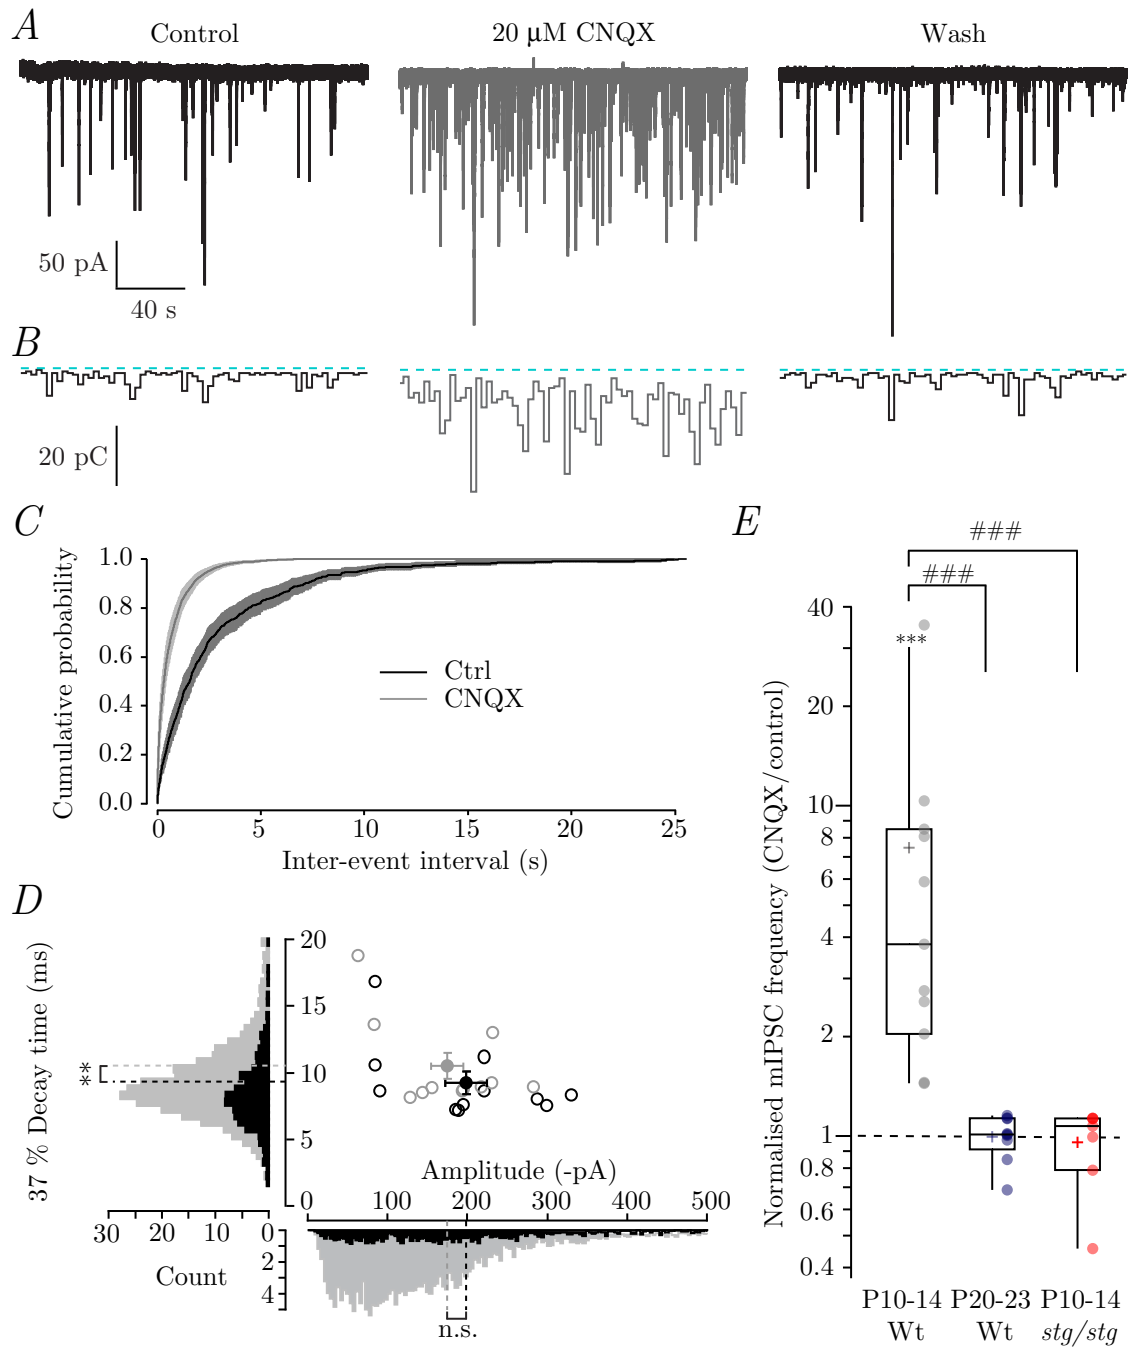 A
Control
20 µM CNQX
Wash
50 pA
40 s
B
20 pC
C
Cumulative probability
1.0
0.8
0.6
0.4
0.2
0.0
Ctrl
CNQX
0 5 10 15 20 25
Inter-event interval (s)
D
37 % Decay time (ms)
**
20
15
10
5
30 20 10 0
Count
Amplitude (-pA)
0 100 200 300 400 500
2
4
n.s.
E
###
###
***
Normalised mIPSC frequency (CNQX/control)
40
20
10
8
6
4
2
1
0.8
0.6
0.4
P10-14 P20-23 P10-14
Wt Wt stg/stg